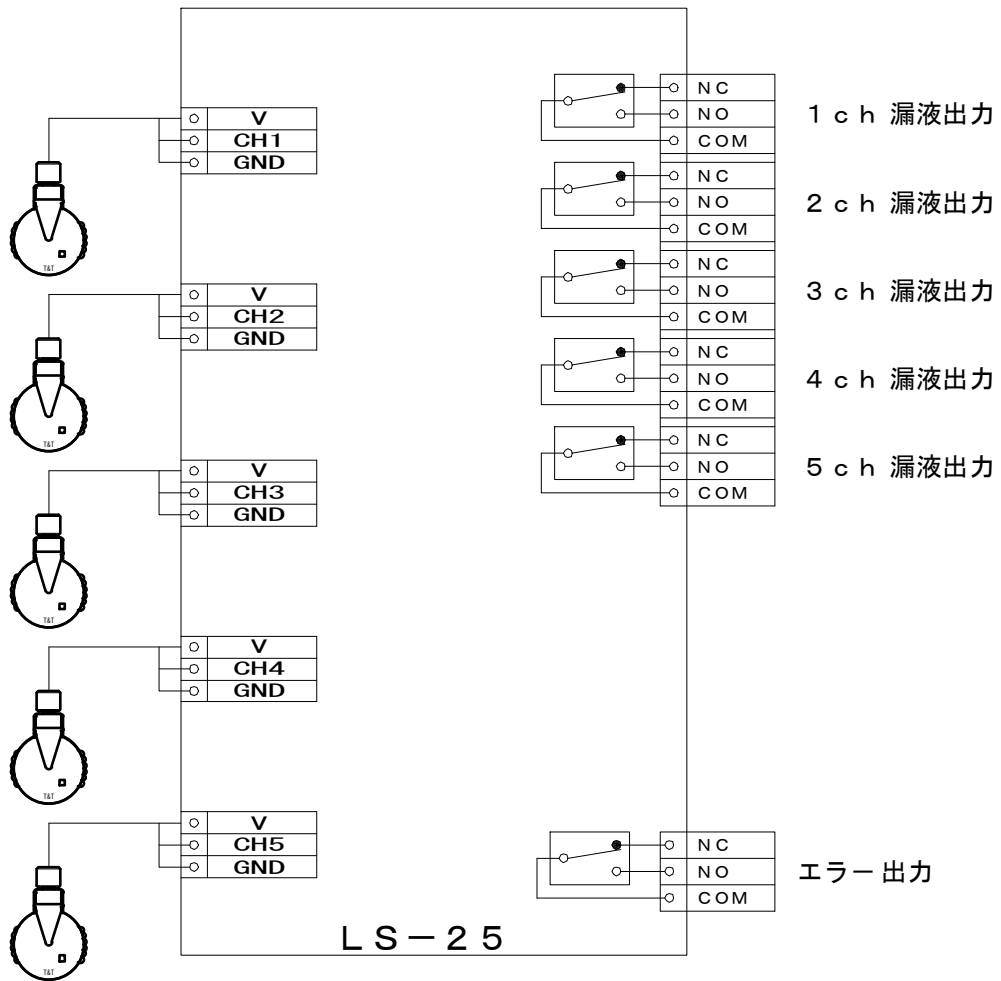 V
CH1
GND
T&T
V
CH2
GND
T&T
V
CH3
GND
T&T
V
CH4
GND
T&T
V
CH5
GND
T&T
NC
NO
COM
1ch 漏液出力
NC
NO
COM
2ch 漏液出力
NC
NO
COM
3ch 漏液出力
NC
NO
COM
4ch 漏液出力
NC
NO
COM
5ch 漏液出力
NC
NO
COM
エラー出力
LS-25